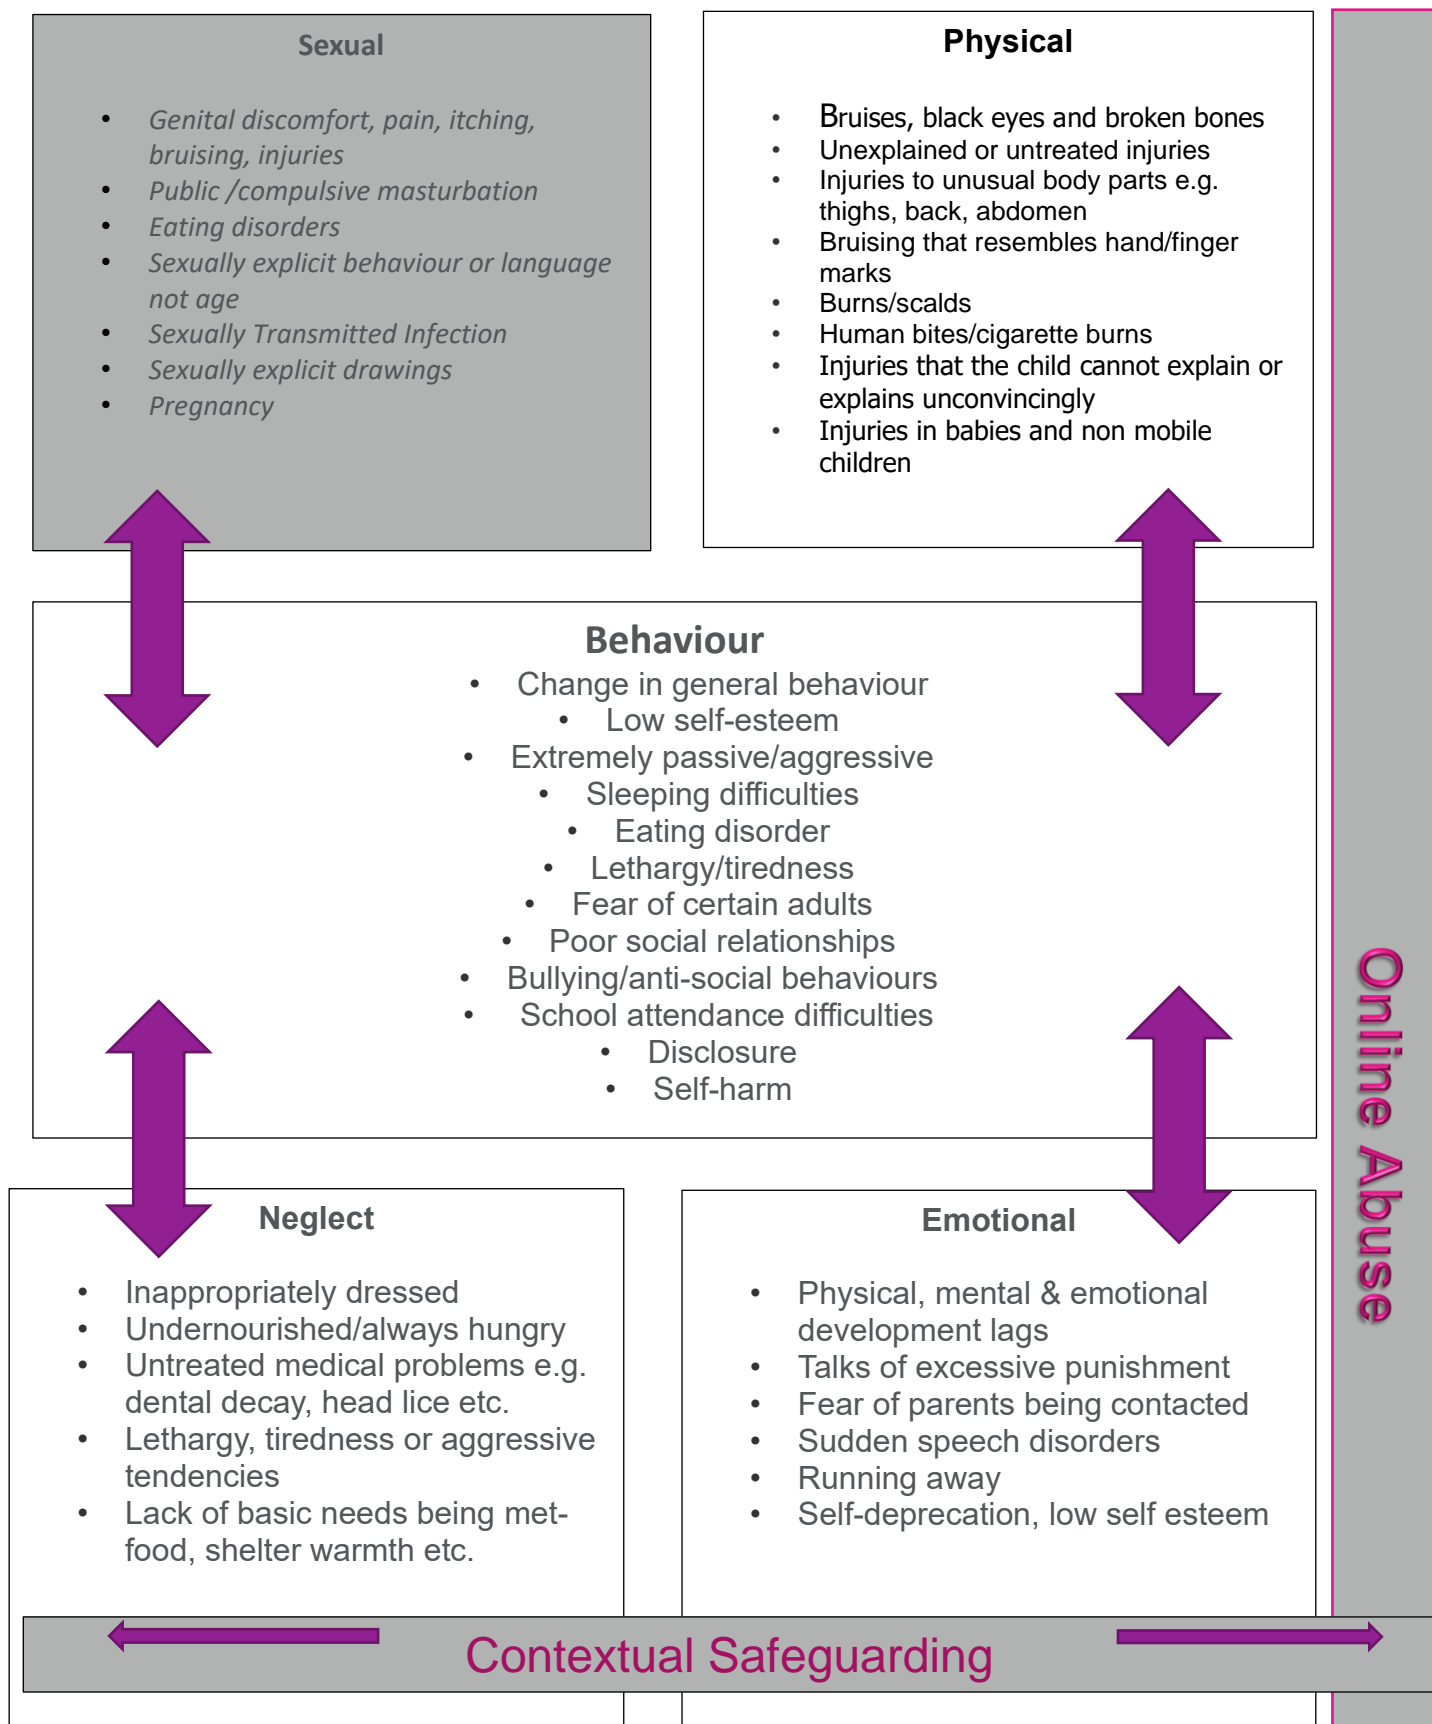 Sexual
• Genital discomfort, pain, itching,
bruising, injuries
• Public /compulsive masturbation
• Eating disorders
• Sexually explicit behaviour or language
not age
• Sexually Transmitted Infection
• Sexually explicit drawings
• Pregnancy
Physical
• Bruises, black eyes and broken bones
• Unexplained or untreated injuries
• Injuries to unusual body parts e.g.
thighs, back, abdomen
• Bruising that resembles hand/finger
marks
• Burns/scalds
• Human bites/cigarette burns
• Injuries that the child cannot explain or
explains unconvincingly
• Injuries in babies and non mobile
children
Behaviour
• Change in general behaviour
• Low self-esteem
• Extremely passive/aggressive
• Sleeping difficulties
• Eating disorder
• Lethargy/tiredness
• Fear of certain adults
• Poor social relationships
• Bullying/anti-social behaviours
• School attendance difficulties
• Disclosure
• Self-harm
Neglect
• Inappropriately dressed
• Undernourished/always hungry
• Untreated medical problems e.g.
dental decay, head lice etc.
• Lethargy, tiredness or aggressive
tendencies
• Lack of basic needs being met-
food, shelter warmth etc.
Emotional
• Physical, mental & emotional
development lags
• Talks of excessive punishment
• Fear of parents being contacted
• Sudden speech disorders
• Running away
• Self-deprecation, low self esteem
Online Abuse
Contextual Safeguarding